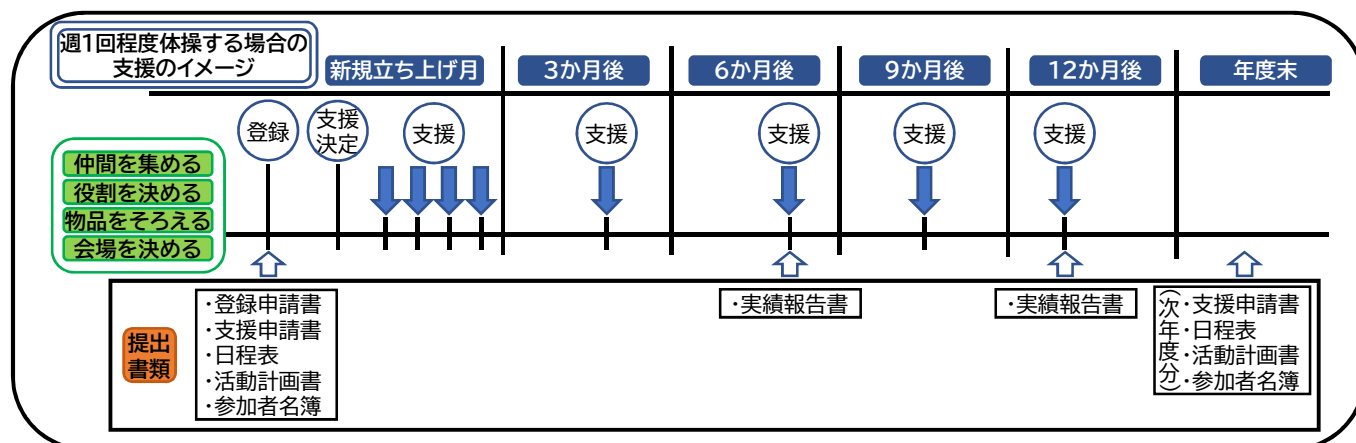 週1回程度体操する場合の
支援のイメージ
新規立ち上げ月
3か月後
6か月後
9か月後
12か月後
年度末
登録
支援
決定
支援
支援
支援
支援
支援
仲間を集める
役割を決める
物品をそろえる
会場を決める
提出
書類
・登録申請書
・支援申請書
・日程表
・活動計画書
・参加者名簿
・実績報告書
・実績報告書
（次年度分）
・支援申請書
・日程表
・活動計画書
・参加者名簿